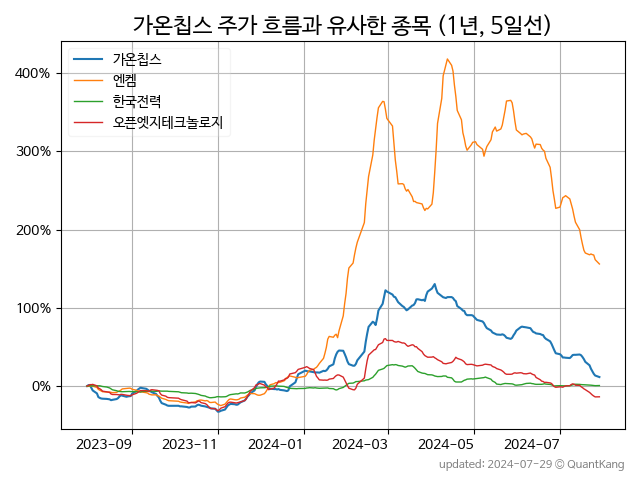 가온칩스 주가 흐름과 유사한 종목 (1년, 5일선)
가온칩스
엔켐
한국전력
오픈엣지테크놀로지
400%
300%
200%
100%
0%
2023-09 2023-11 2024-01 2024-03 2024-05 2024-07
updated: 2024-07-29 © QuantKang